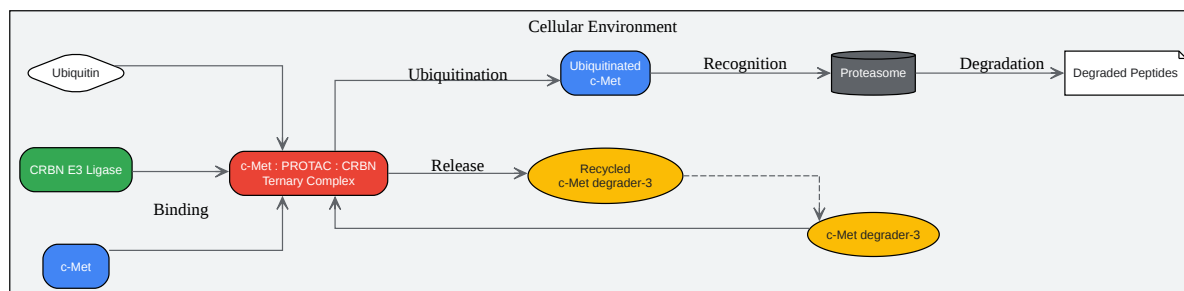 Cellular Environment
Ubiquitin
Ubiquitination
Ubiquitinated
c-Met
Recognition
Proteasome
Degradation
Degraded Peptides
CRBN E3 Ligase
c-Met : PROTAC : CRBN
Ternary Complex
Release
Recycled
c-Met degrader-3
Binding
c-Met degrader-3
c-Met